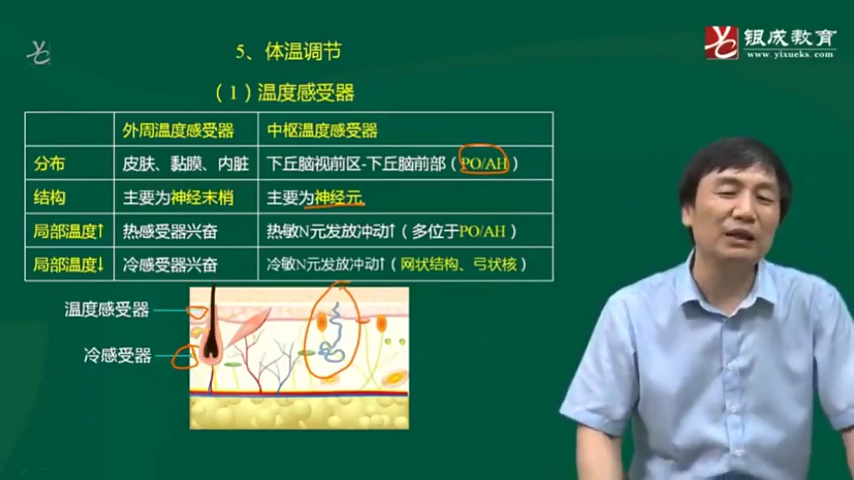 银成教育
www.yixueks.com
5、体温调节
（1）温度感受器
外周温度感受器 中枢温度感受器
分布 皮肤、黏膜、内脏 下丘脑视前区-下丘脑前部（PO/AH）
结构 主要为神经末梢 主要为神经元
局部温度↑ 热感受器兴奋 热敏N元发放冲动↑（多位于PO/AH）
局部温度↓ 冷感受器兴奋 冷敏N元发放冲动↑（网状结构、弓状核）
温度感受器
冷感受器